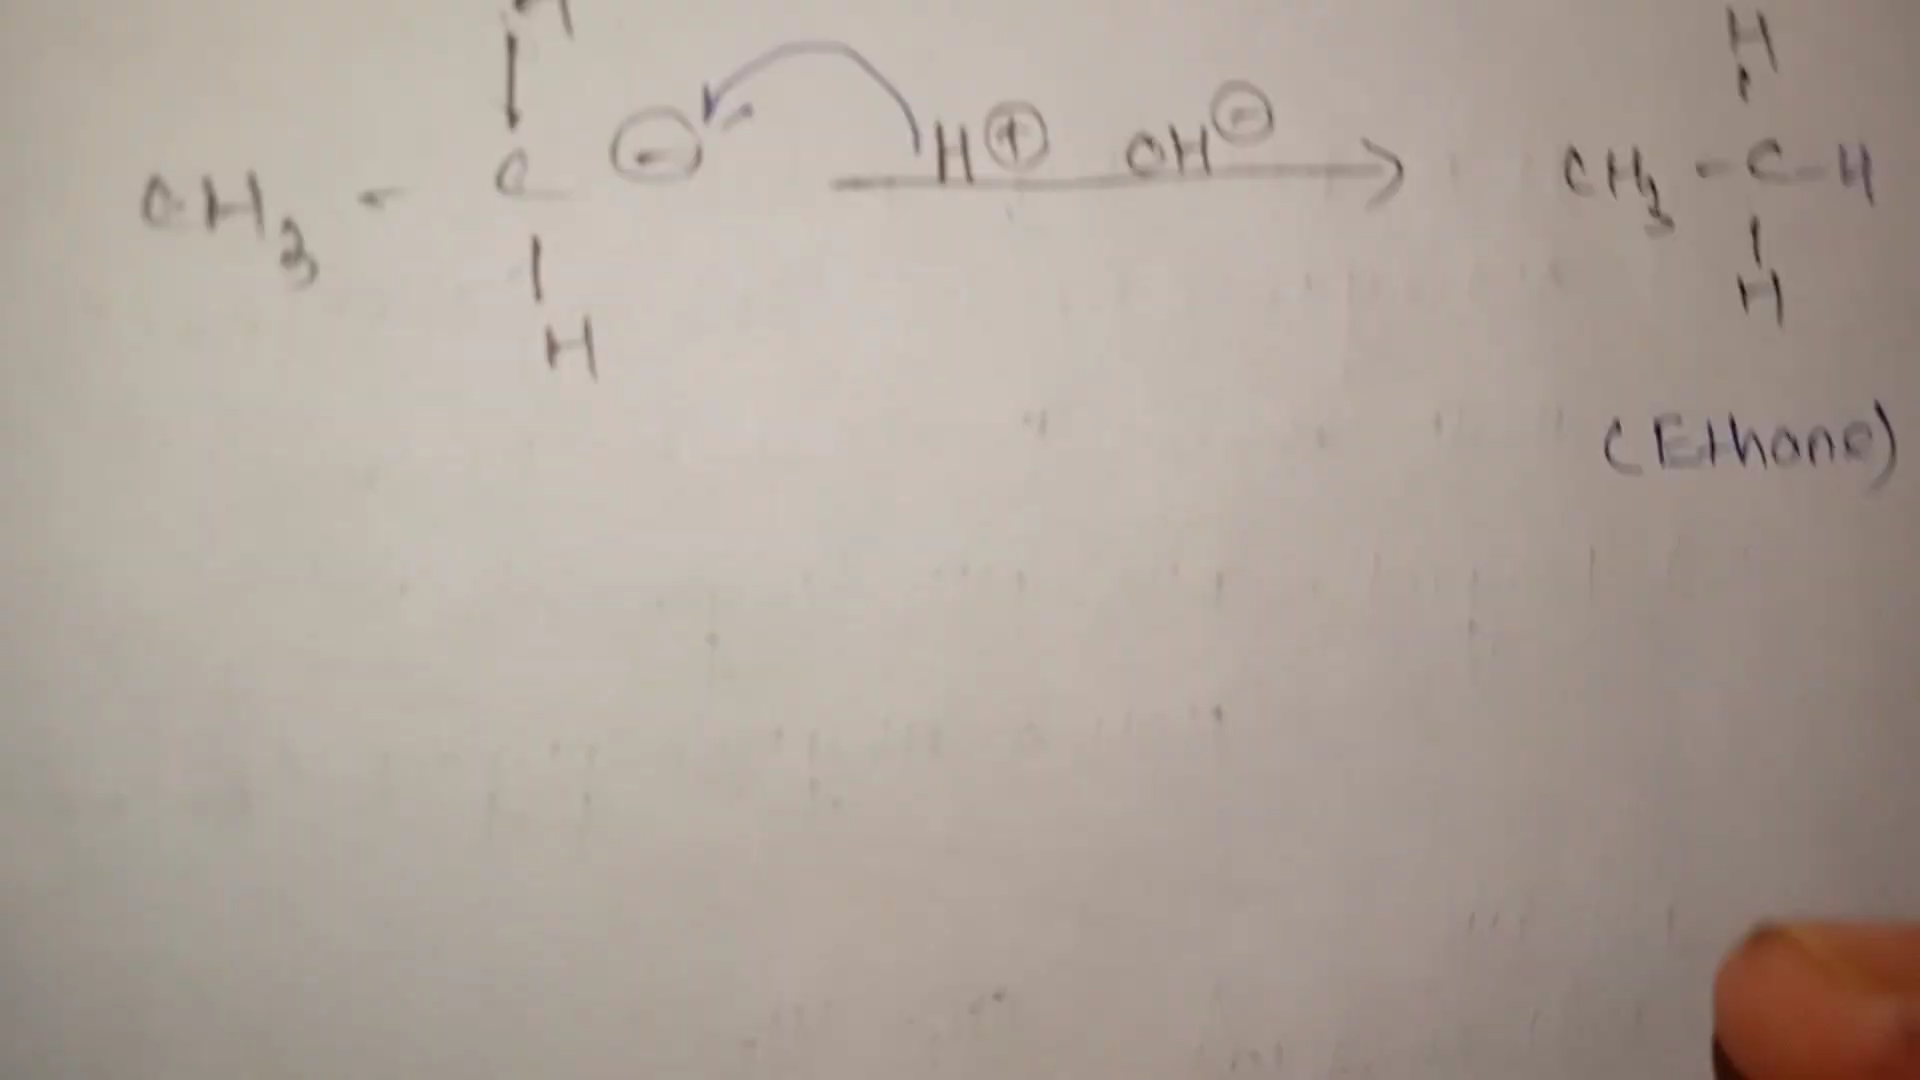 H H
CH3 - C ⊖ H⊕ OH⊖ → CH3 - C - H
H H
(Ethane)